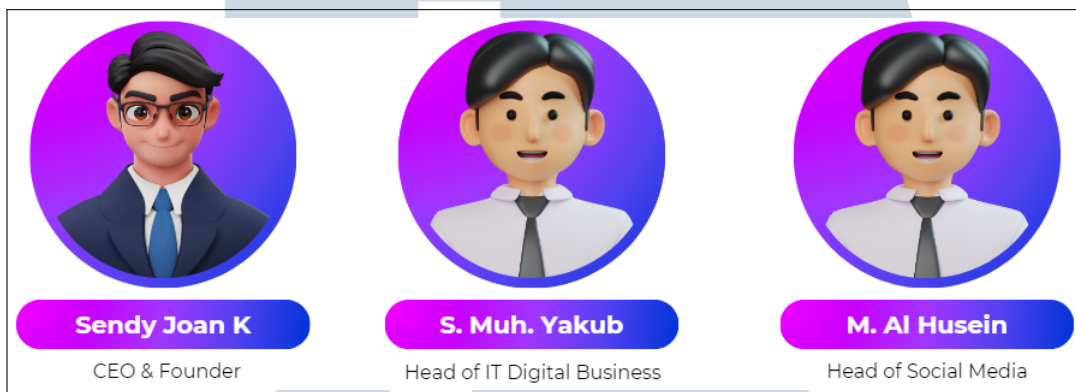 Sendy Joan K
S. Muh. Yakub
M. Al Husein
CEO & Founder
Head of IT Digital Business
Head of Social Media